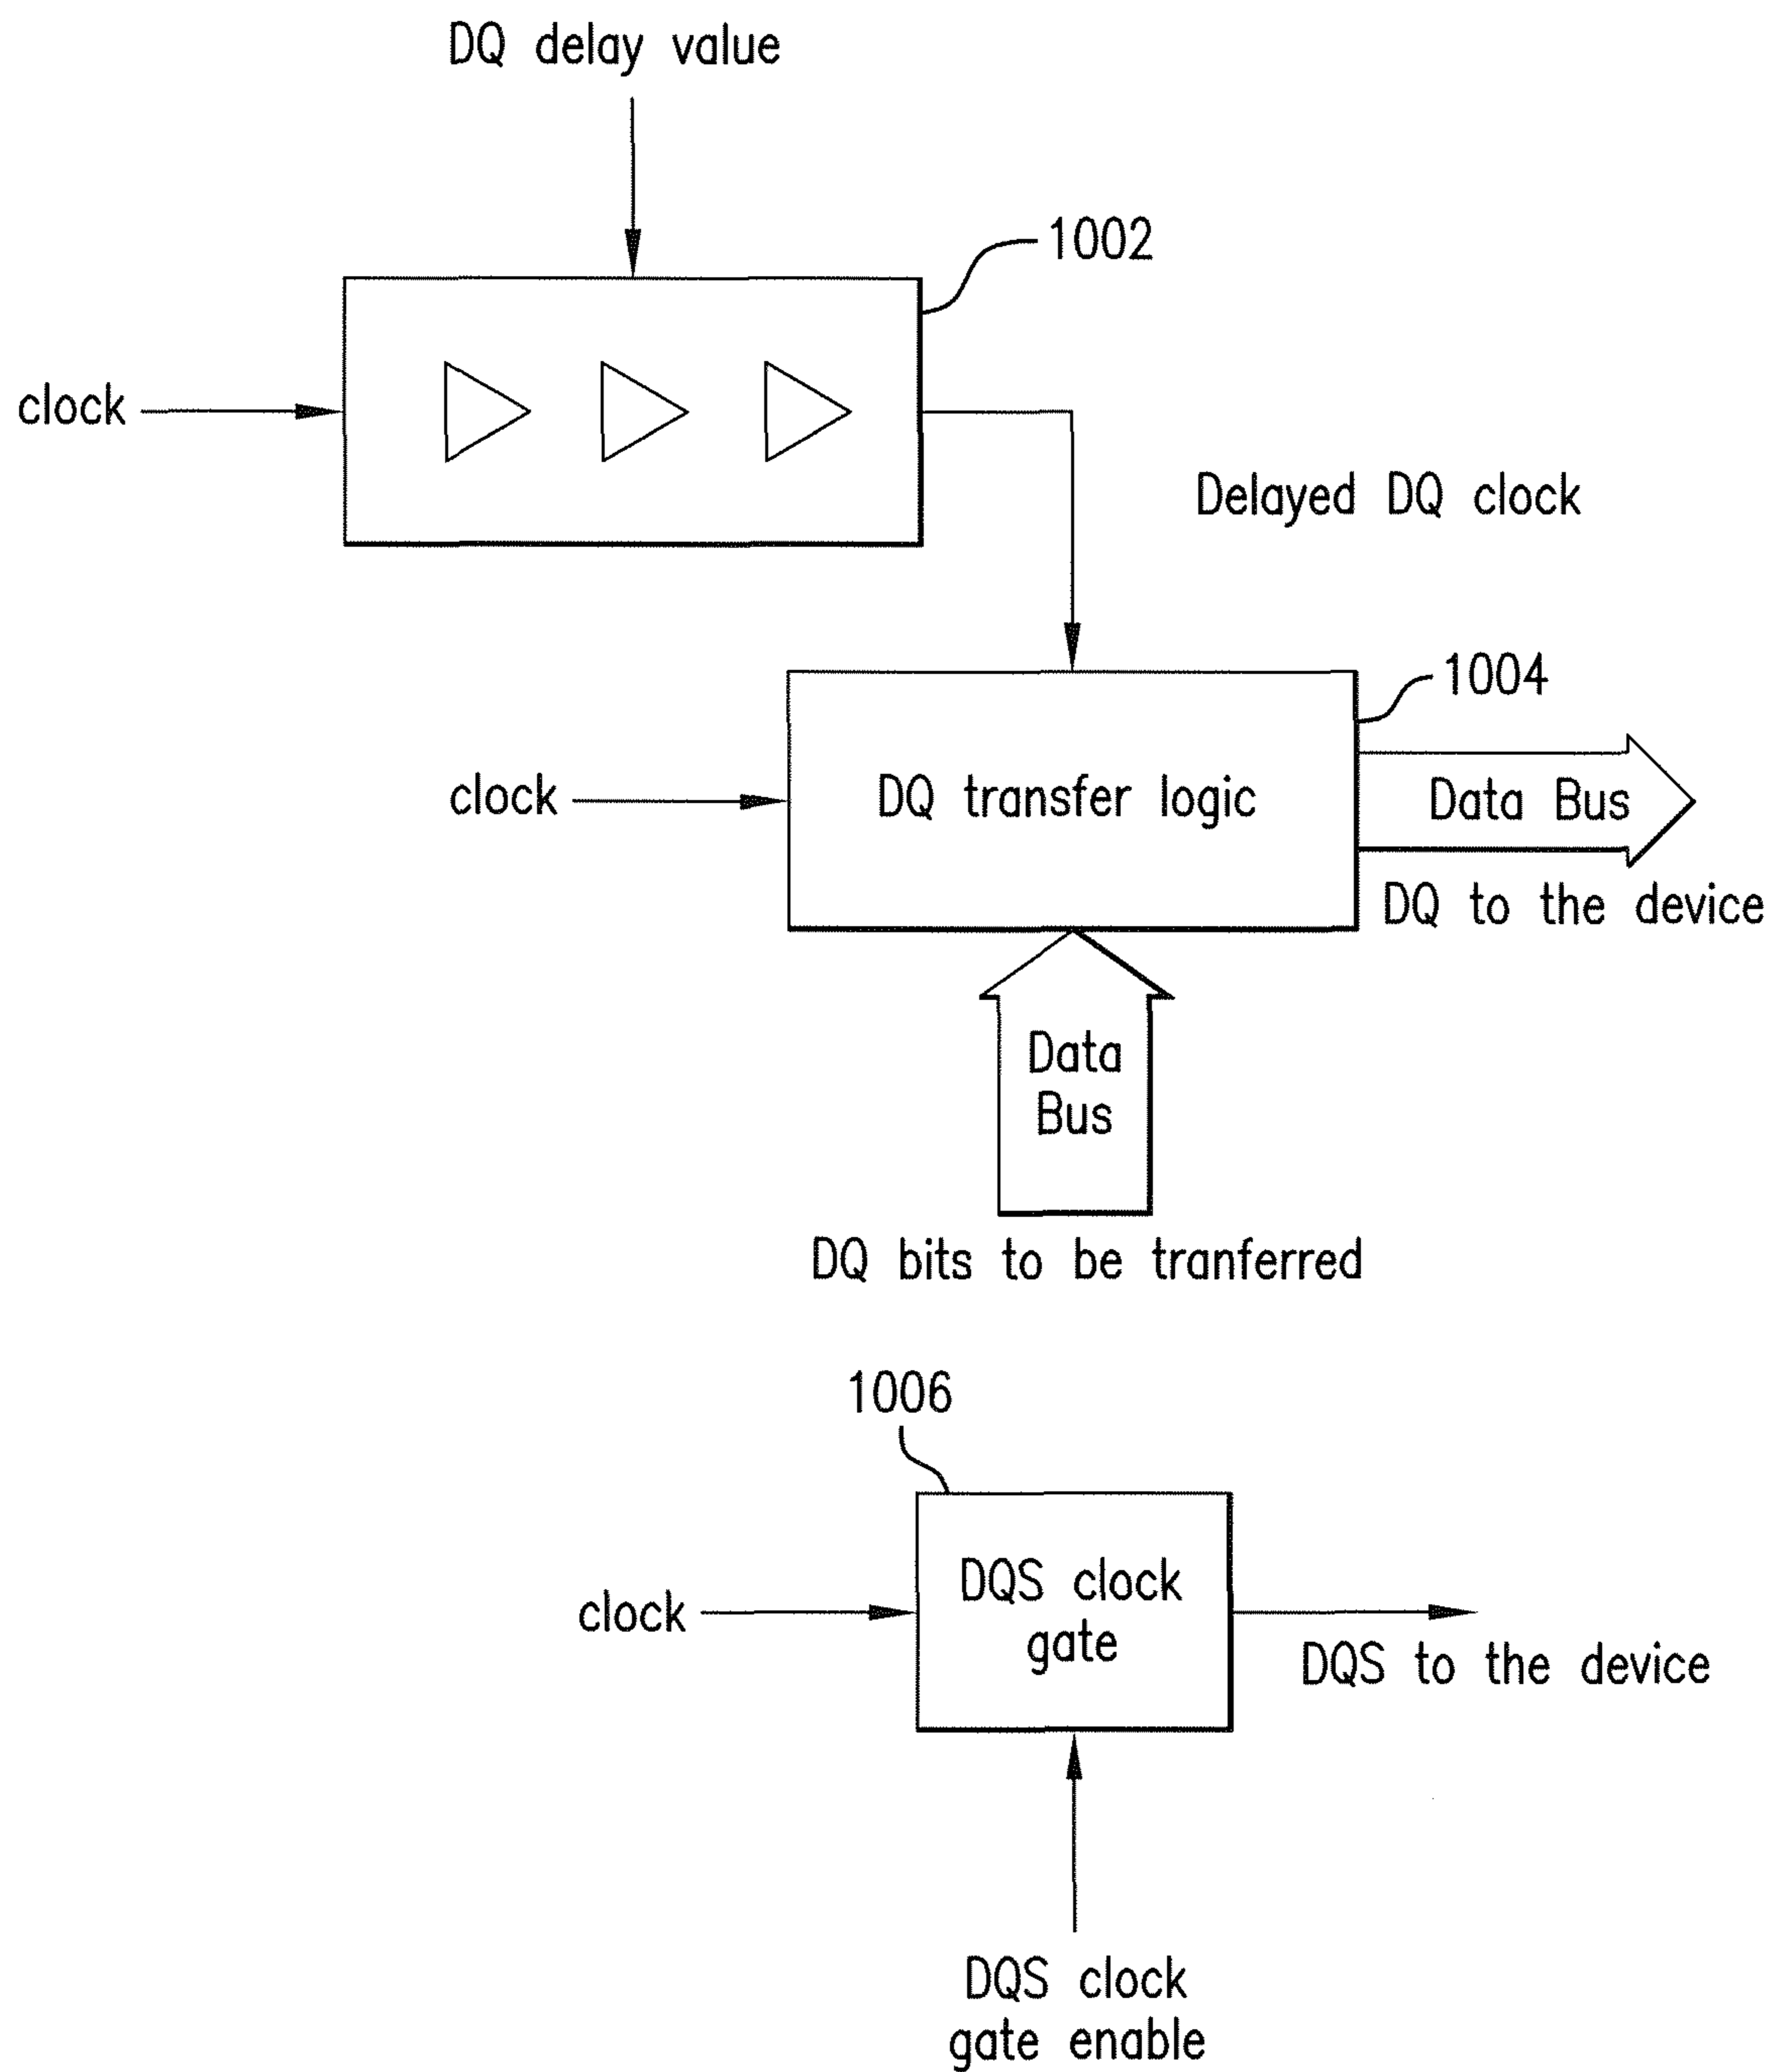 DQ delay value
1002
clock
Delayed DQ clock
1004
clock
DQ transfer logic
Data Bus
DQ to the device
Data
Bus
DQ bits to be tranferred
1006
DQS clock
gate
clock
DQS to the device
DQS clock
gate enable